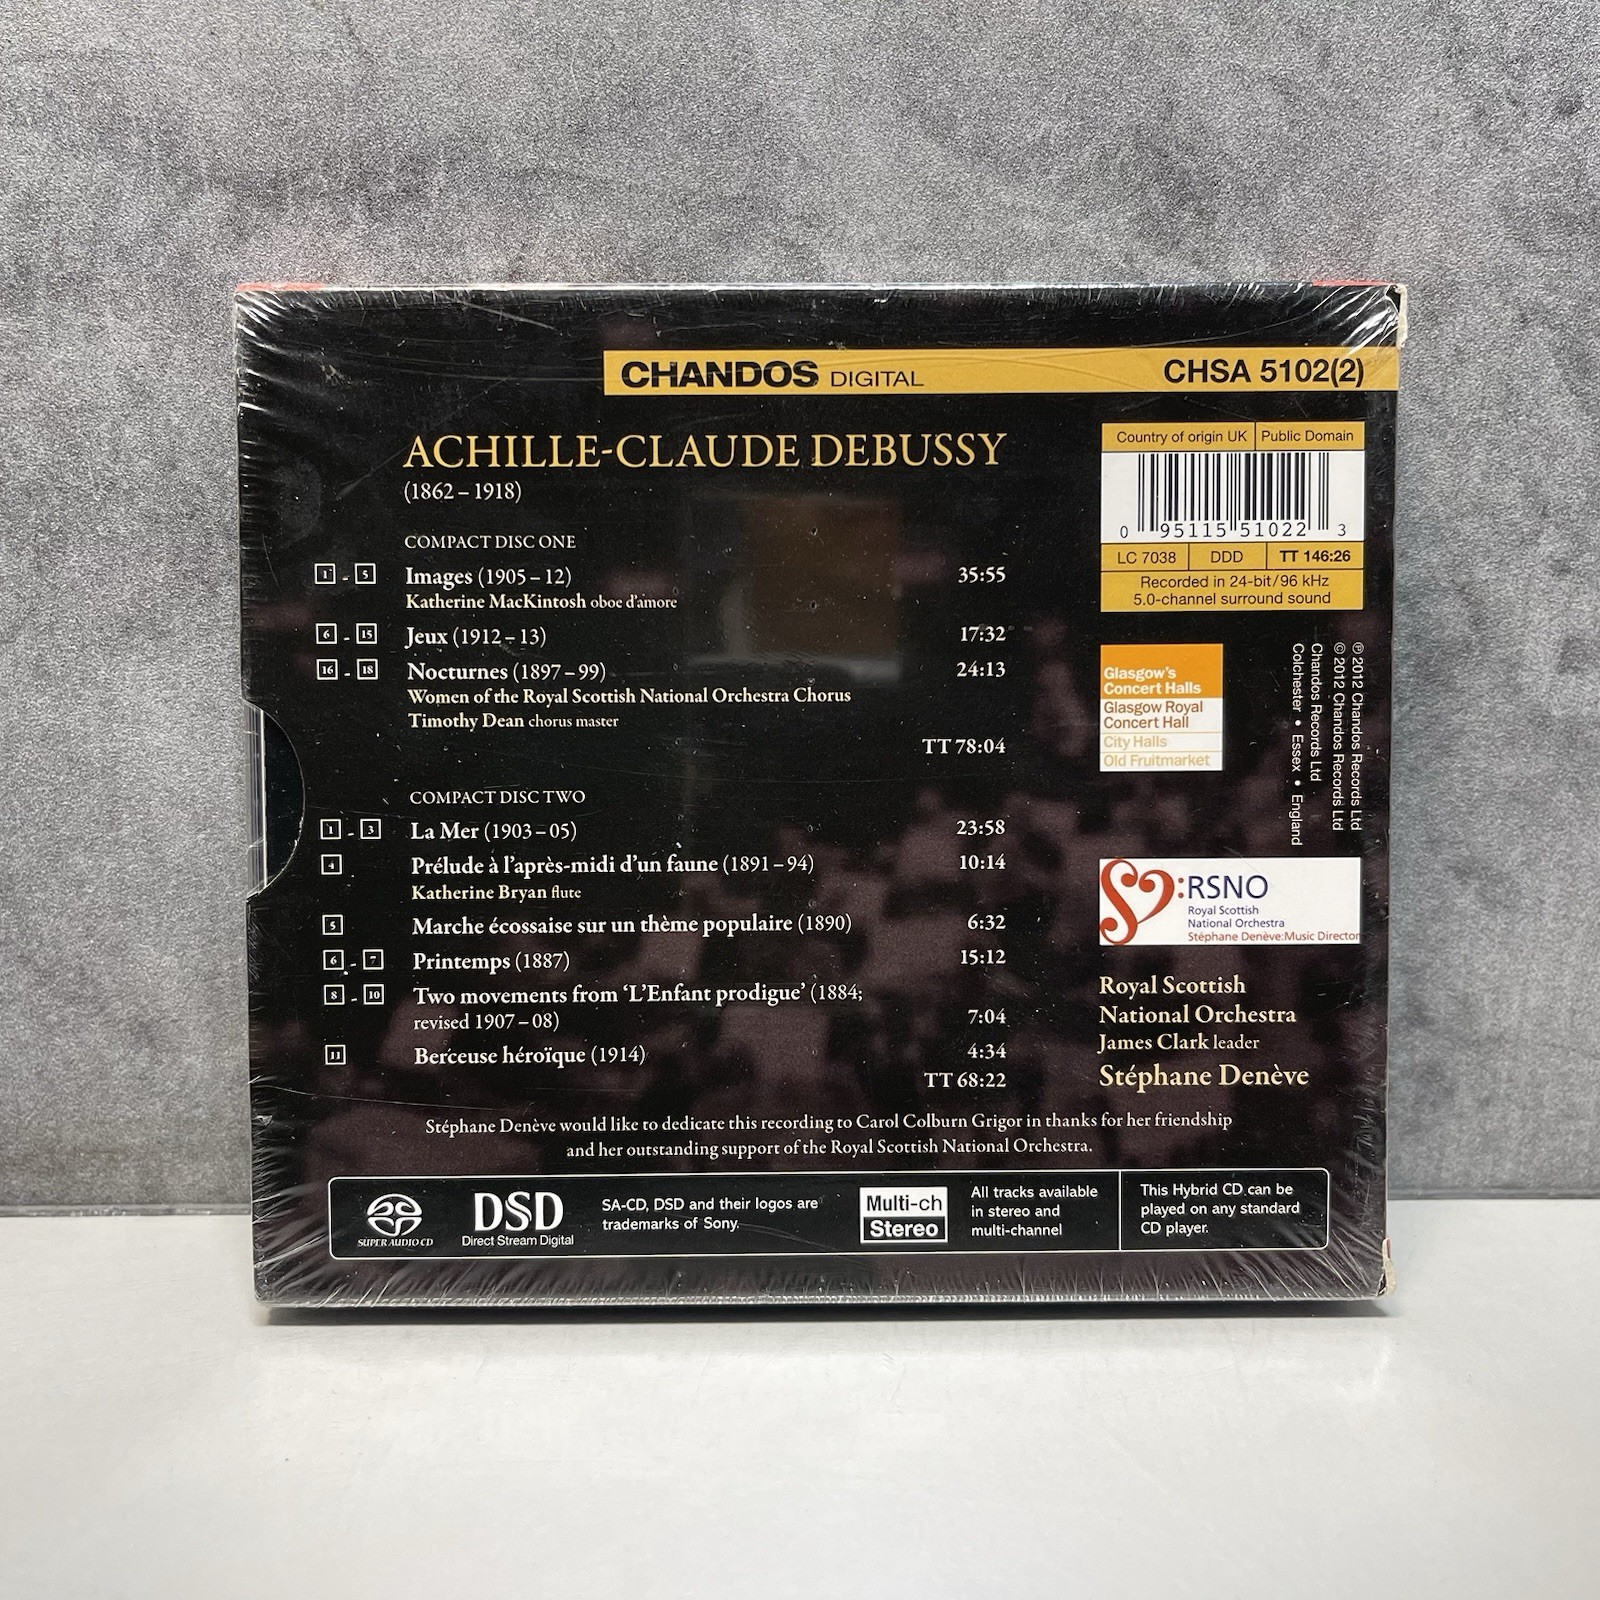 CHANDOS DIGITAL CHSA 5102(2)
ACHILLE-CLAUDE DEBUSSY
(1862 – 1918)
COMPACT DISC ONE
1 - 5 Images (1905 – 12) 35:55
Katherine MacKintosh oboe d'amore
6 - 15 Jeux (1912 – 13) 17:32
16 - 18 Nocturnes (1897 – 99) 24:13
Women of the Royal Scottish National Orchestra Chorus
Timothy Dean chorus master
TT 78:04
COMPACT DISC TWO
1 - 3 La Mer (1903 – 05) 23:58
4 Prélude à l'après-midi d'un faune (1891 – 94) 10:14
Katherine Bryan flute
5 Marche écossaise sur un thème populaire (1890) 6:32
6 - 7 Printemps (1887) 15:12
8 - 10 Two movements from 'L'Enfant prodigue' (1884;
revised 1907 – 08) 7:04
11 Berceuse héroïque (1914) 4:34
TT 68:22
Country of origin UK Public Domain
0 95115 51022 3
LC 7038 DDD TT 146:26
Recorded in 24-bit/96 kHz
5.0-channel surround sound
Glasgow's
Concert Halls
Glasgow Royal
Concert Hall
City Halls
Old Fruitmarket
℗ 2012 Chandos Records Ltd
© 2012 Chandos Records Ltd
Chandos Records Ltd
Colchester • Essex • England
:RSNO
Royal Scottish
National Orchestra
Stéphane Denève:Music Director
Royal Scottish
National Orchestra
James Clark leader
Stéphane Denève
Stéphane Denève would like to dedicate this recording to Carol Colburn Grigor in thanks for her friendship
and her outstanding support of the Royal Scottish National Orchestra.
SUPER AUDIO CD
DSD
Direct Stream Digital
SA-CD, DSD and their logos are
trademarks of Sony.
Multi-ch
Stereo
All tracks available
in stereo and
multi-channel
This Hybrid CD can be
played on any standard
CD player.